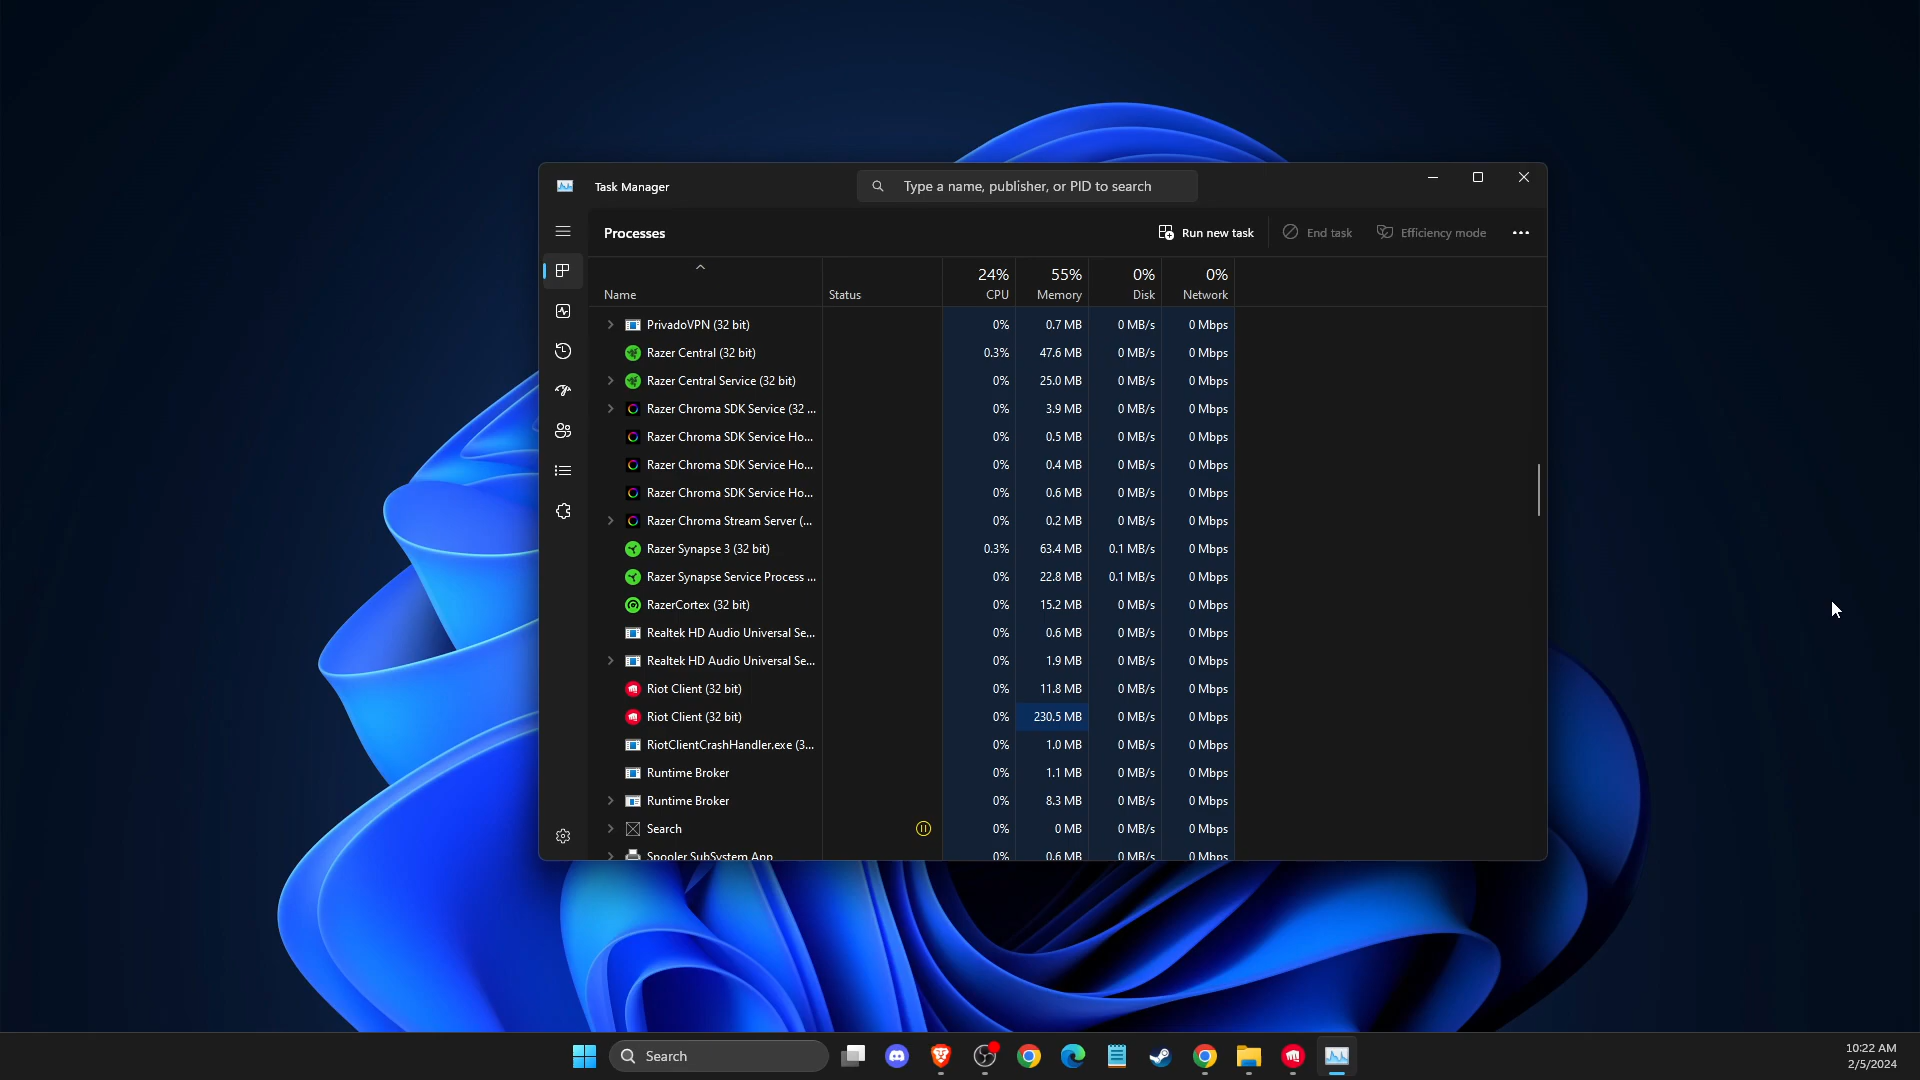 Task Manager
Type a name, publisher, or PID to search
Processes
Run new task
End task
Efficiency mode
24% 55% 0% 0%
Name Status CPU Memory Disk Network
PrivadoVPN (32 bit) 0% 0.7 MB 0 MB/s 0 Mbps
Razer Central (32 bit) 0.3% 47.6 MB 0 MB/s 0 Mbps
Razer Central Service (32 bit) 0% 25.0 MB 0 MB/s 0 Mbps
Razer Chroma SDK Service (32 ... 0% 3.9 MB 0 MB/s 0 Mbps
Razer Chroma SDK Service Ho... 0% 0.5 MB 0 MB/s 0 Mbps
Razer Chroma SDK Service Ho... 0% 0.4 MB 0 MB/s 0 Mbps
Razer Chroma SDK Service Ho... 0% 0.6 MB 0 MB/s 0 Mbps
Razer Chroma Stream Server (... 0% 0.2 MB 0 MB/s 0 Mbps
Razer Synapse 3 (32 bit) 0.3% 63.4 MB 0.1 MB/s 0 Mbps
Razer Synapse Service Process ... 0% 22.8 MB 0.1 MB/s 0 Mbps
RazerCortex (32 bit) 0% 15.2 MB 0 MB/s 0 Mbps
Realtek HD Audio Universal Se... 0% 0.6 MB 0 MB/s 0 Mbps
Realtek HD Audio Universal Se... 0% 1.9 MB 0 MB/s 0 Mbps
Riot Client (32 bit) 0% 11.8 MB 0 MB/s 0 Mbps
Riot Client (32 bit) 0% 230.5 MB 0 MB/s 0 Mbps
RiotClientCrashHandler.exe (3... 0% 1.0 MB 0 MB/s 0 Mbps
Runtime Broker 0% 1.1 MB 0 MB/s 0 Mbps
Runtime Broker 0% 8.3 MB 0 MB/s 0 Mbps
Search 0% 0 MB 0 MB/s 0 Mbps
Spooler SubSystem App 0% 0.6 MB 0 MB/s 0 Mbps
Search
10:22 AM
2/5/2024